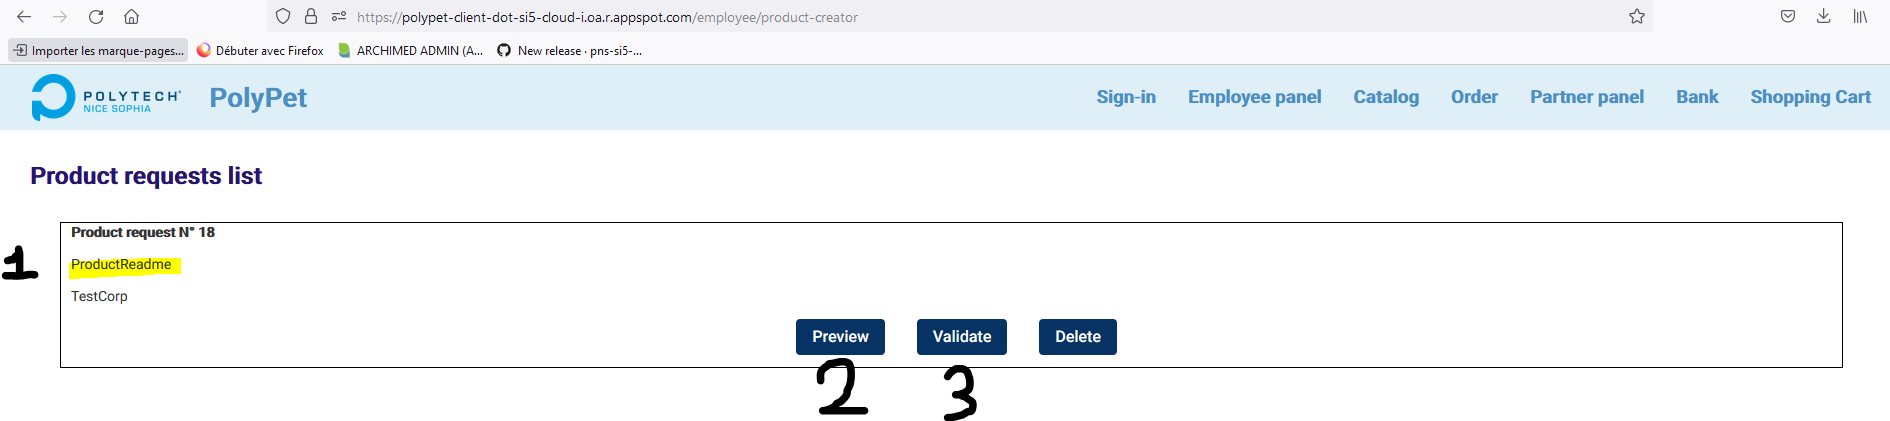 https://polypet-client-dot-si5-cloud-i.oa.r.appspot.com/employee/product-creator
Importer les marque-pages... Débuter avec Firefox ARCHIMED ADMIN (A... New release · pns-si5-...
POLYTECH
NICE SOPHIA
PolyPet Sign-in Employee panel Catalog Order Partner panel Bank Shopping Cart
Product requests list
Product request N° 18
1
ProductReadme
TestCorp
Preview Validate Delete
2 3